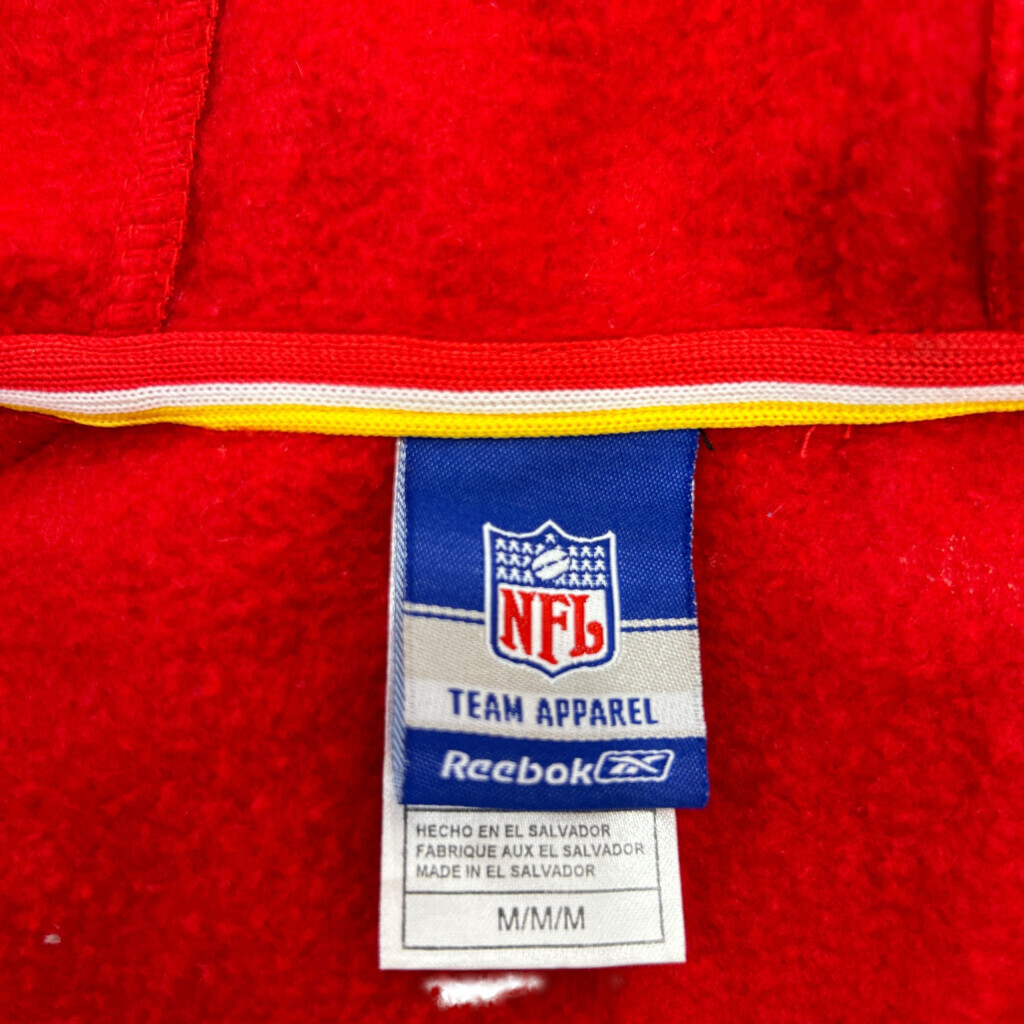 NFL
TEAM APPAREL
Reebok
HECHO EN EL SALVADOR
FABRIQUE AUX EL SALVADOR
MADE IN EL SALVADOR
M/M/M